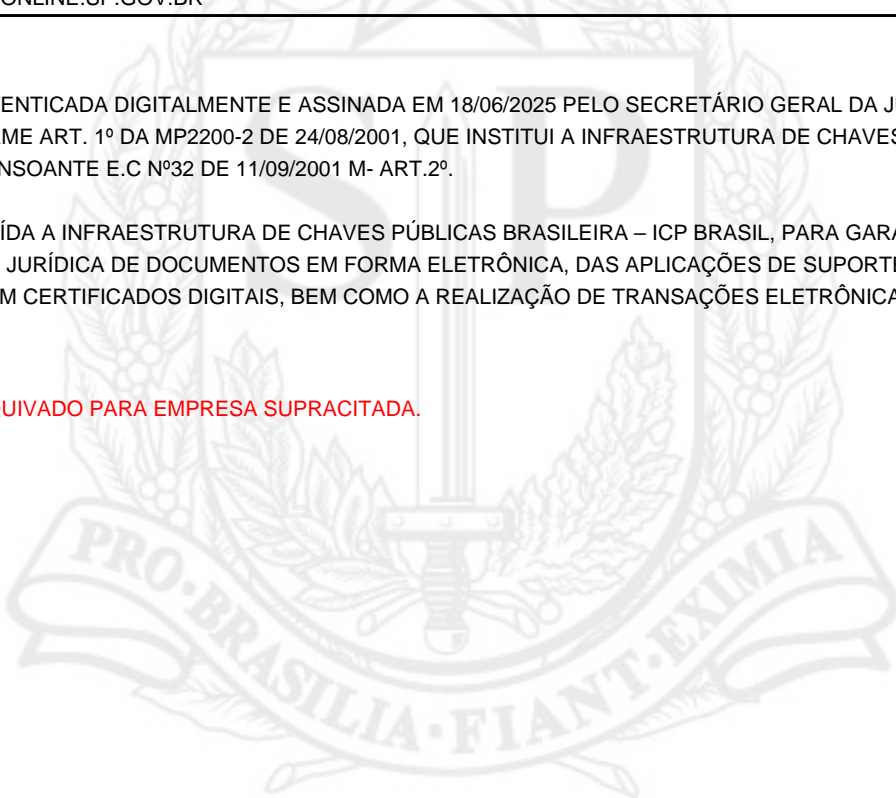 ONLINE.SP.GOV.BR
ENTICADA DIGITALMENTE E ASSINADA EM 18/06/2025 PELO SECRETÁRIO GERAL DA J
ME ART. 1º DA MP2200-2 DE 24/08/2001, QUE INSTITUI A INFRAESTRUTURA DE CHAVES
NSOANTE E.C Nº32 DE 11/09/2001 M- ART.2º.
ÍDA A INFRAESTRUTURA DE CHAVES PÚBLICAS BRASILEIRA – ICP BRASIL, PARA GARA
JURÍDICA DE DOCUMENTOS EM FORMA ELETRÔNICA, DAS APLICAÇÕES DE SUPORTE
M CERTIFICADOS DIGITAIS, BEM COMO A REALIZAÇÃO DE TRANSAÇÕES ELETRÔNICA
UIVADO PARA EMPRESA SUPRACITADA.
SP
PRO·BRASILIA·FIANT·EXIMIA